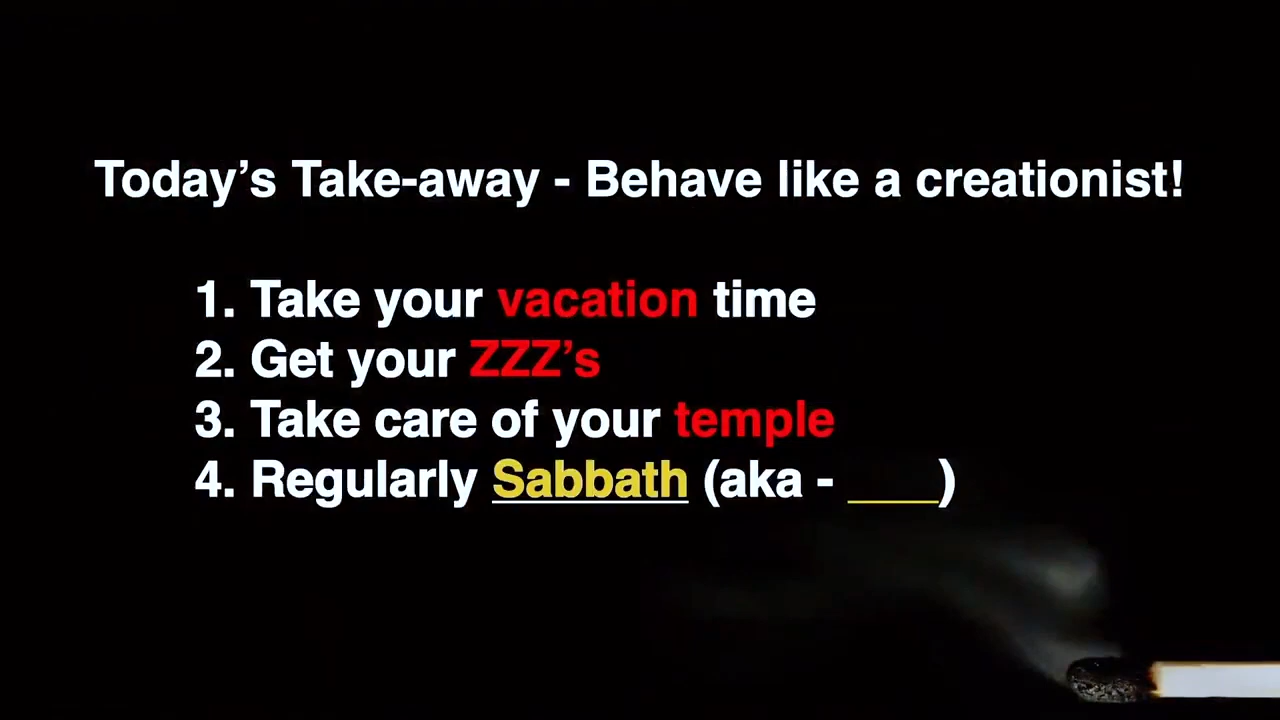 Today’s Take-away - Behave like a creationist!
1. Take your vacation time
2. Get your ZZZ’s
3. Take care of your temple
4. Regularly Sabbath (aka - ____)